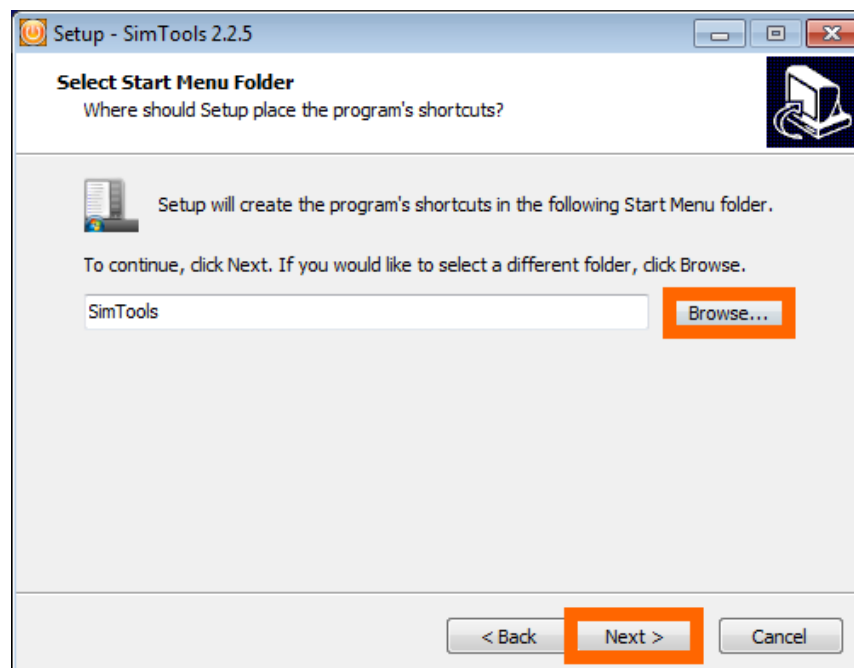 Setup - SimTools 2.2.5
Select Start Menu Folder
Where should Setup place the program's shortcuts?
Setup will create the program's shortcuts in the following Start Menu folder.
To continue, click Next. If you would like to select a different folder, click Browse.
SimTools
Browse...
< Back
Next >
Cancel